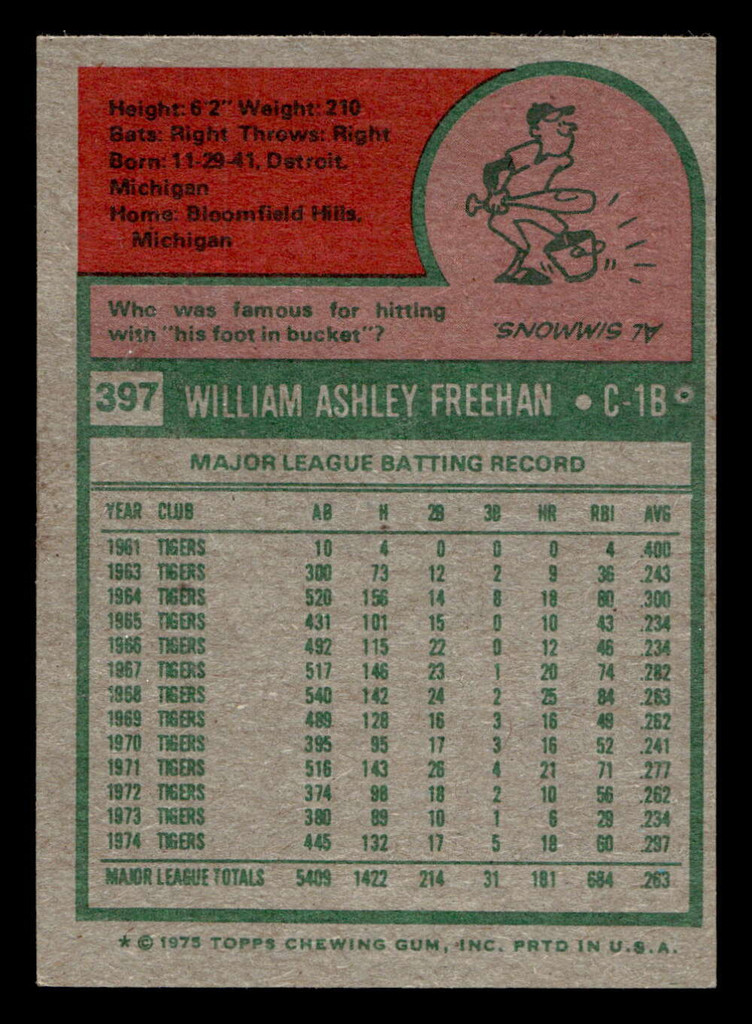 Height: 6'2" Weight: 210
Bats: Right Throws: Right
Born: 11-29-41, Detroit,
Michigan
Home: Bloomfield Hills,
Michigan
Who was famous for hitting
with "his foot in bucket"?
AL SIMMONS.
397 WILLIAM ASHLEY FREEHAN • C-1B
MAJOR LEAGUE BATTING RECORD
YEAR CLUB AB H 2B 3B HR RBI AVG
1961 TIGERS 10 4 0 0 0 4 .400
1963 TIGERS 300 73 12 2 9 36 .243
1964 TIGERS 520 156 14 8 18 80 .300
1965 TIGERS 431 101 15 0 10 43 .234
1966 TIGERS 492 115 22 0 12 46 .234
1967 TIGERS 517 146 23 1 20 74 .282
1968 TIGERS 540 142 24 2 25 84 .263
1969 TIGERS 489 128 16 3 16 49 .262
1970 TIGERS 395 95 17 3 16 52 .241
1971 TIGERS 516 143 26 4 21 71 .277
1972 TIGERS 374 98 18 2 10 56 .262
1973 TIGERS 380 89 10 1 6 29 .234
1974 TIGERS 445 132 17 5 18 60 .297
MAJOR LEAGUE TOTALS 5409 1422 214 31 181 684 .263
* © 1975 TOPPS CHEWING GUM, INC. PRTD IN U.S.A.